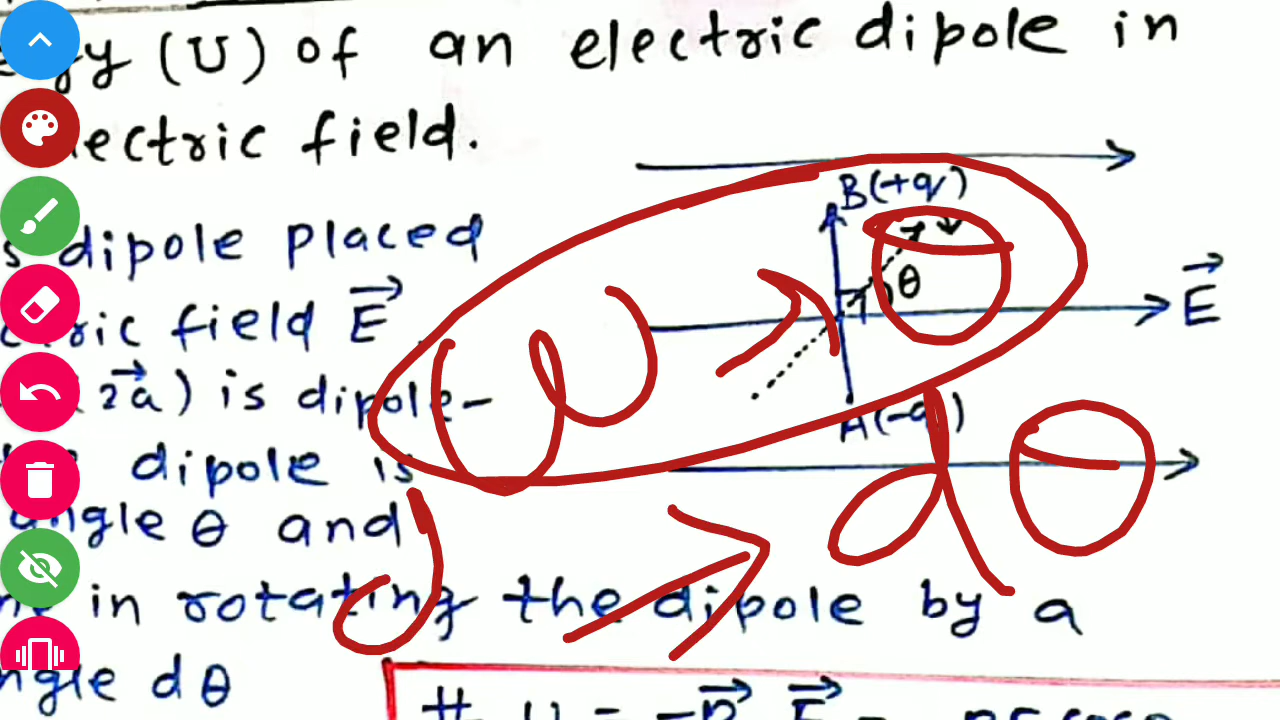 (U) of an electric dipole in
ectric field.
s dipole placed
ctric field E
B(+q)
θ
E
(2a) is dipole-
A(-q)
dipole is
angle θ and
dθ
in rotating the dipole by a
ngle dθ
# U = -P E =